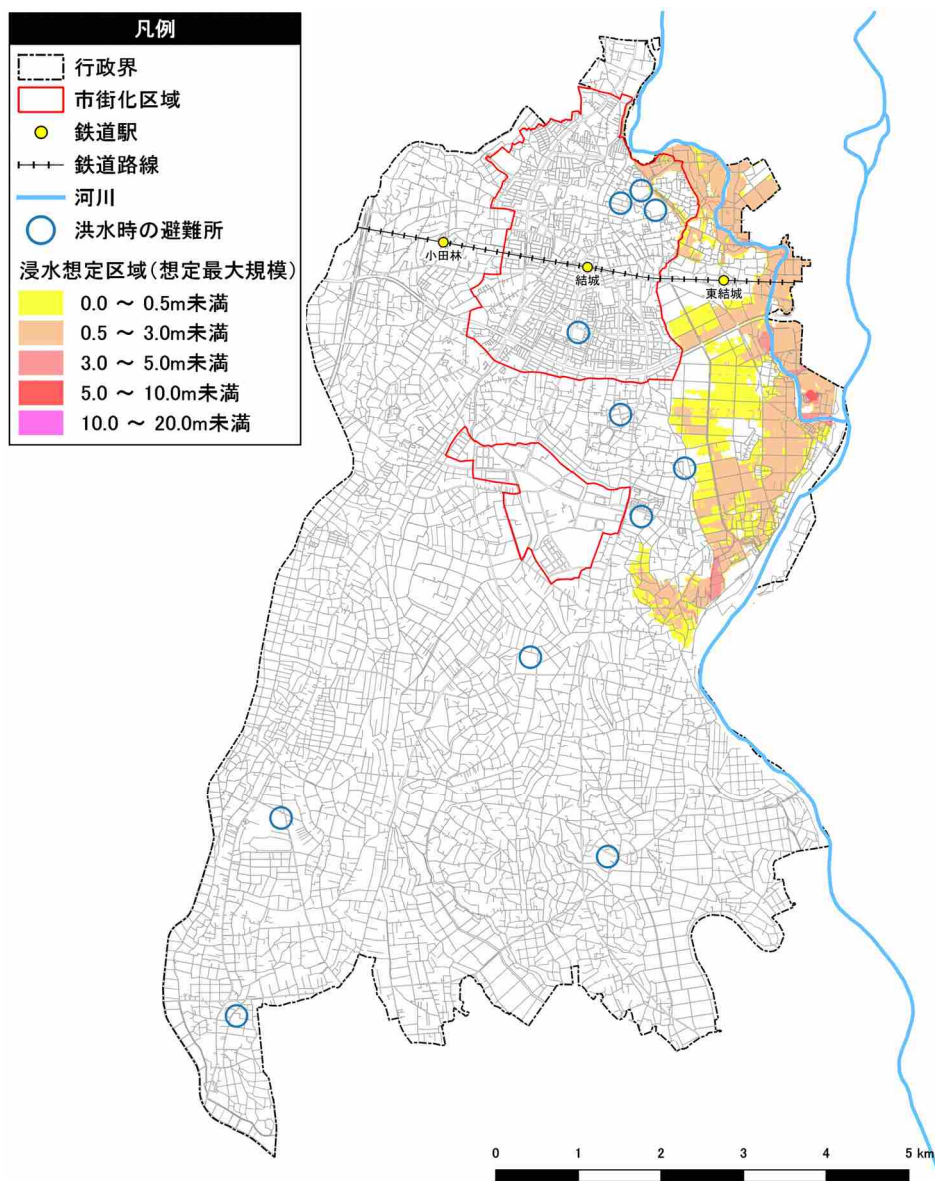 凡例
行政界
市街化区域
鉄道駅
鉄道路線
河川
洪水時の避難所
浸水想定区域(想定最大規模)
0.0 ～ 0.5m未満
0.5 ～ 3.0m未満
3.0 ～ 5.0m未満
5.0 ～ 10.0m未満
10.0 ～ 20.0m未満
小田林
結城
東結城
0 1 2 3 4 5 km